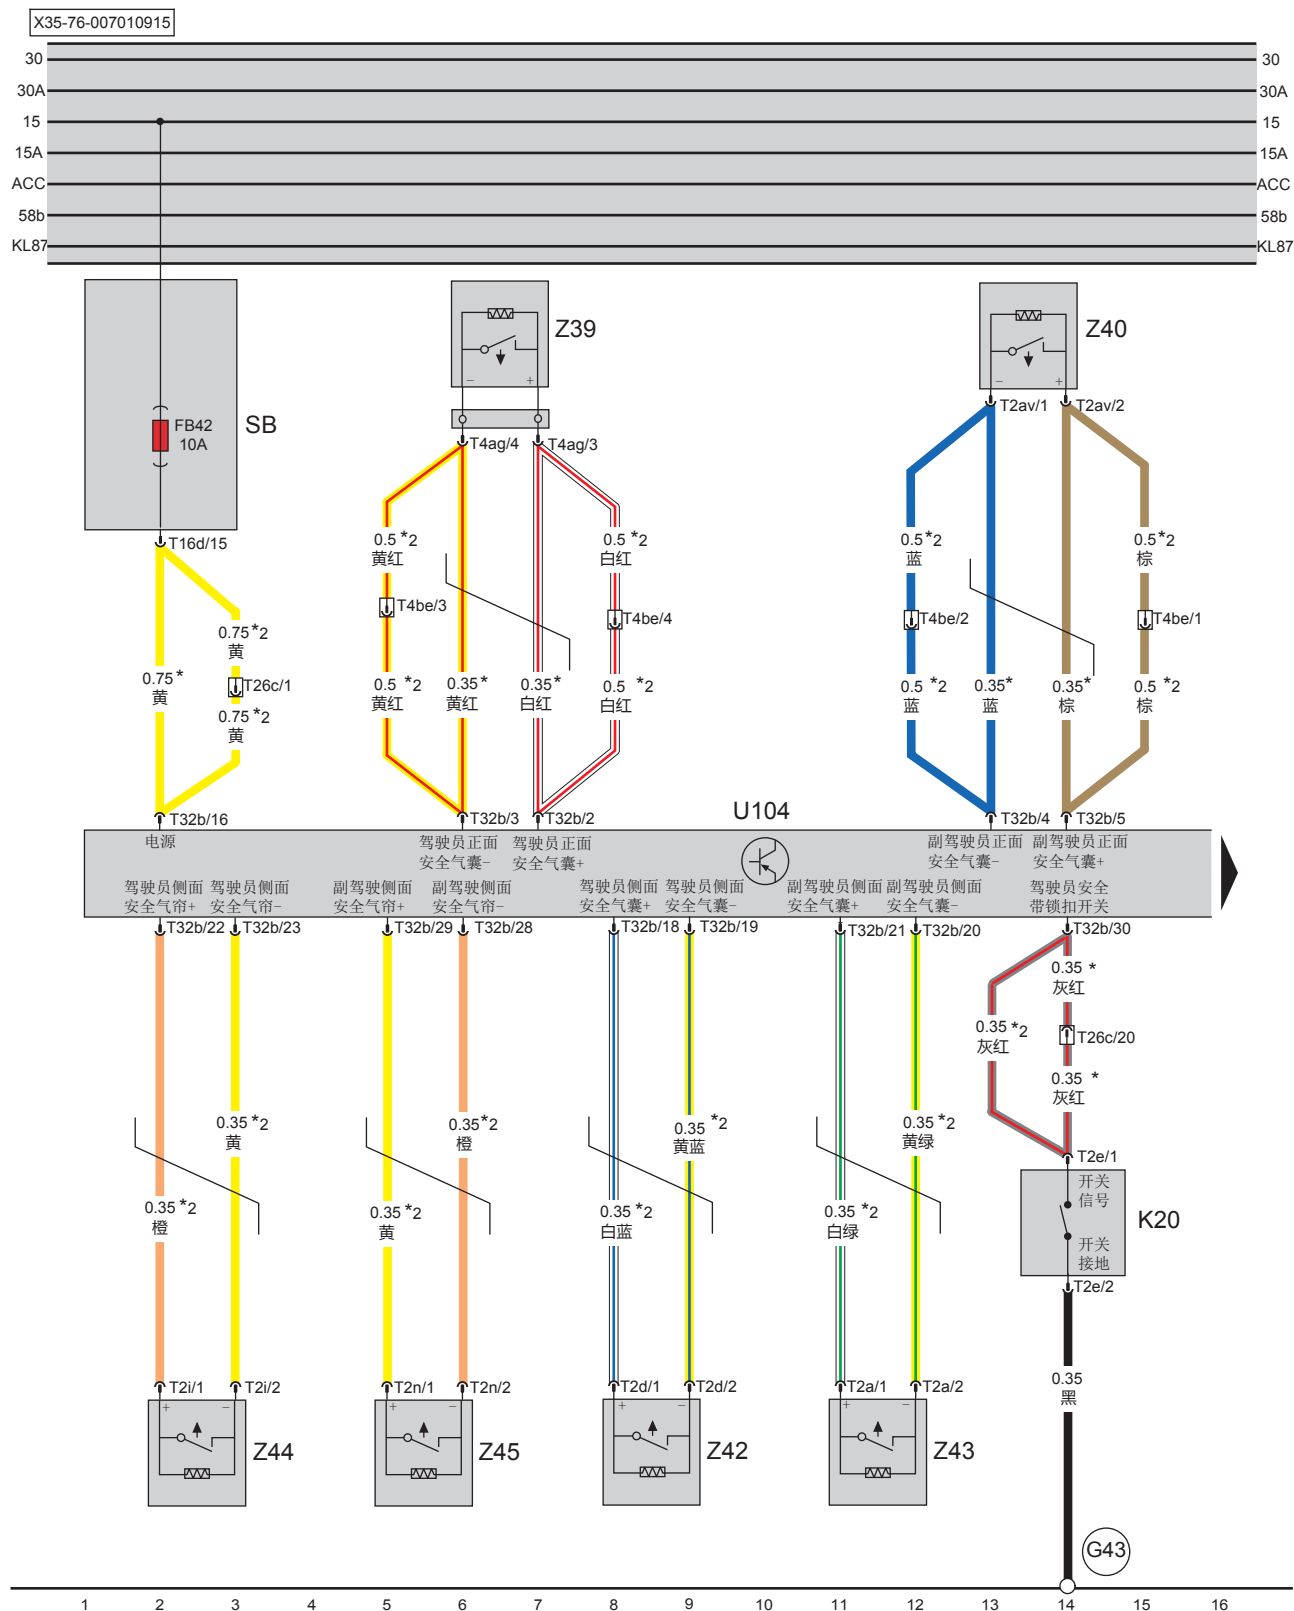 X35-76-007010915
30 30
30A 30A
15 15
15A 15A
ACC ACC
58b 58b
KL87 KL87
Z39 Z40
- + - +
FB42
10A
SB
T2av/1 T2av/2
T4ag/4 T4ag/3
T16d/15
0.5 *2 0.5 *2 0.5 *2 0.5 *2
黄红 白红 蓝 棕
T4be/3 T4be/4 T4be/2 T4be/1
0.75 *2
黄
0.75 *
黄
T26c/1
0.75 *2
黄
0.5 *2 0.35 * 0.35 * 0.5 *2 0.5 *2 0.35 * 0.35 * 0.5 *2
黄红 黄红 白红 白红 蓝 蓝 棕 棕
U104
T32b/16 T32b/3 T32b/2 T32b/4 T32b/5
电源
驾驶员正面 驾驶员正面 副驾驶员正面 副驾驶员正面
安全气囊- 安全气囊+ 安全气囊- 安全气囊+
驾驶员侧面 驾驶员侧面 副驾驶侧面 副驾驶侧面 驾驶员侧面 驾驶员侧面 副驾驶员侧面 副驾驶员侧面 驾驶员安全
安全气帘+ 安全气帘- 安全气帘+ 安全气帘- 安全气囊+ 安全气囊- 安全气囊+ 安全气囊- 带锁扣开关
T32b/22 T32b/23 T32b/29 T32b/28 T32b/18 T32b/19 T32b/21 T32b/20 T32b/30
0.35 *
灰红
0.35 *2
灰红
T26c/20
0.35 *
灰红
0.35 *2 0.35 *2 0.35 *2 0.35 *2
黄 橙 黄蓝 黄绿
T2e/1
开关
信号
K20
开关
接地
T2e/2
0.35 *2 0.35 *2 0.35 *2 0.35 *2
橙 黄 白蓝 白绿
0.35
黑
T2i/1 T2i/2 T2n/1 T2n/2 T2d/1 T2d/2 T2a/1 T2a/2
+ - + - + - + -
Z44 Z45 Z42 Z43
G43
1 2 3 4 5 6 7 8 9 10 11 12 13 14 15 16